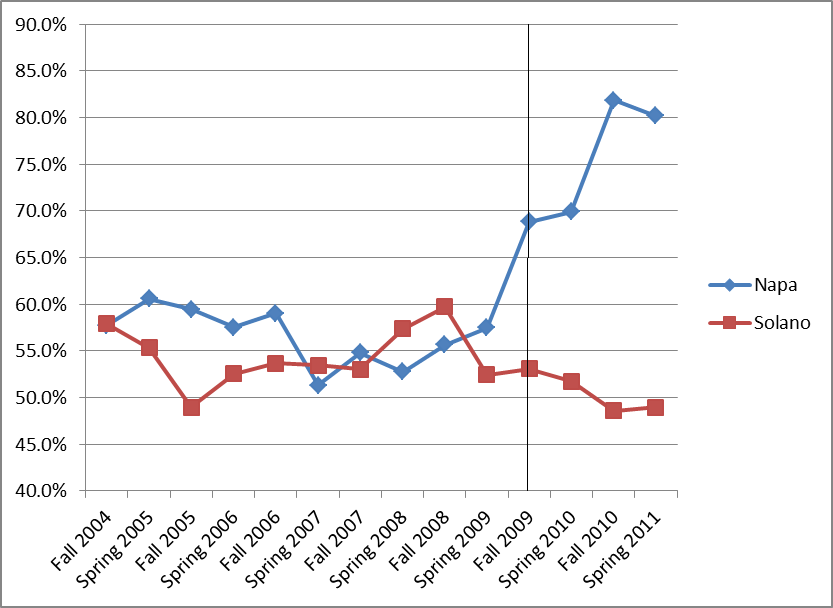 90.0%
85.0%
80.0%
75.0%
70.0%
65.0%
60.0%
55.0%
50.0%
45.0%
40.0%
Napa
Solano
Fall 2004
Spring 2005
Fall 2005
Spring 2006
Fall 2006
Spring 2007
Fall 2007
Spring 2008
Fall 2008
Spring 2009
Fall 2009
Spring 2010
Fall 2010
Spring 2011